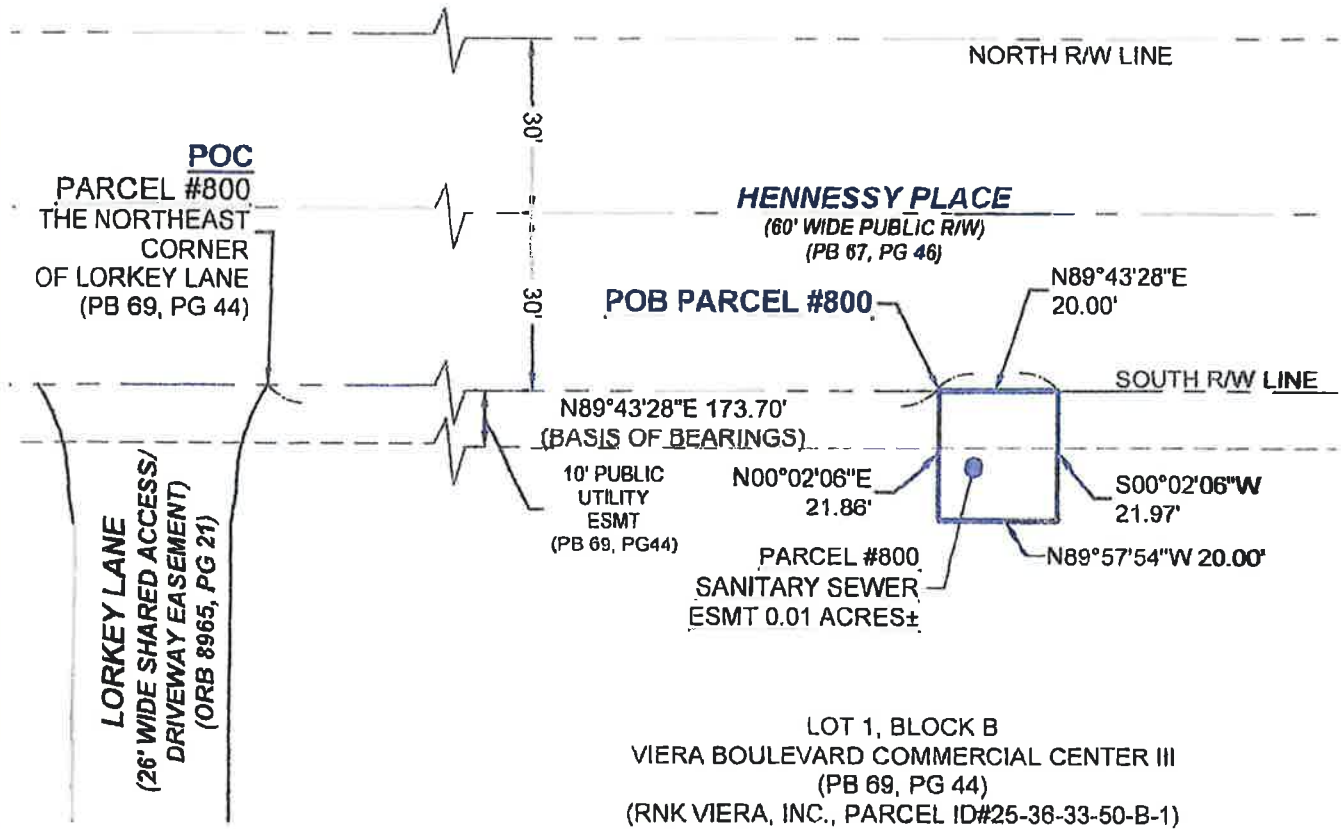 NORTH R/W LINE
30'
POC
PARCEL #800
THE NORTHEAST
CORNER
OF LORKEY LANE
(PB 69, PG 44)
HENNESSY PLACE
(60' WIDE PUBLIC R/W)
(PB 67, PG 46)
30'
POB PARCEL #800
N89°43'28"E
20.00'
SOUTH R/W LINE
N89°43'28"E 173.70'
(BASIS OF BEARINGS)
10' PUBLIC
UTILITY
ESMT
(PB 69, PG44)
N00°02'06"E
21.86'
S00°02'06"W
21.97'
N89°57'54"W 20.00'
PARCEL #800
SANITARY SEWER
ESMT 0.01 ACRES±
LORKEY LANE
(26' WIDE SHARED ACCESS/
DRIVEWAY EASEMENT)
(ORB 8965, PG 21)
LOT 1, BLOCK B
VIERA BOULEVARD COMMERCIAL CENTER III
(PB 69, PG 44)
(RNK VIERA, INC., PARCEL ID#25-36-33-50-B-1)